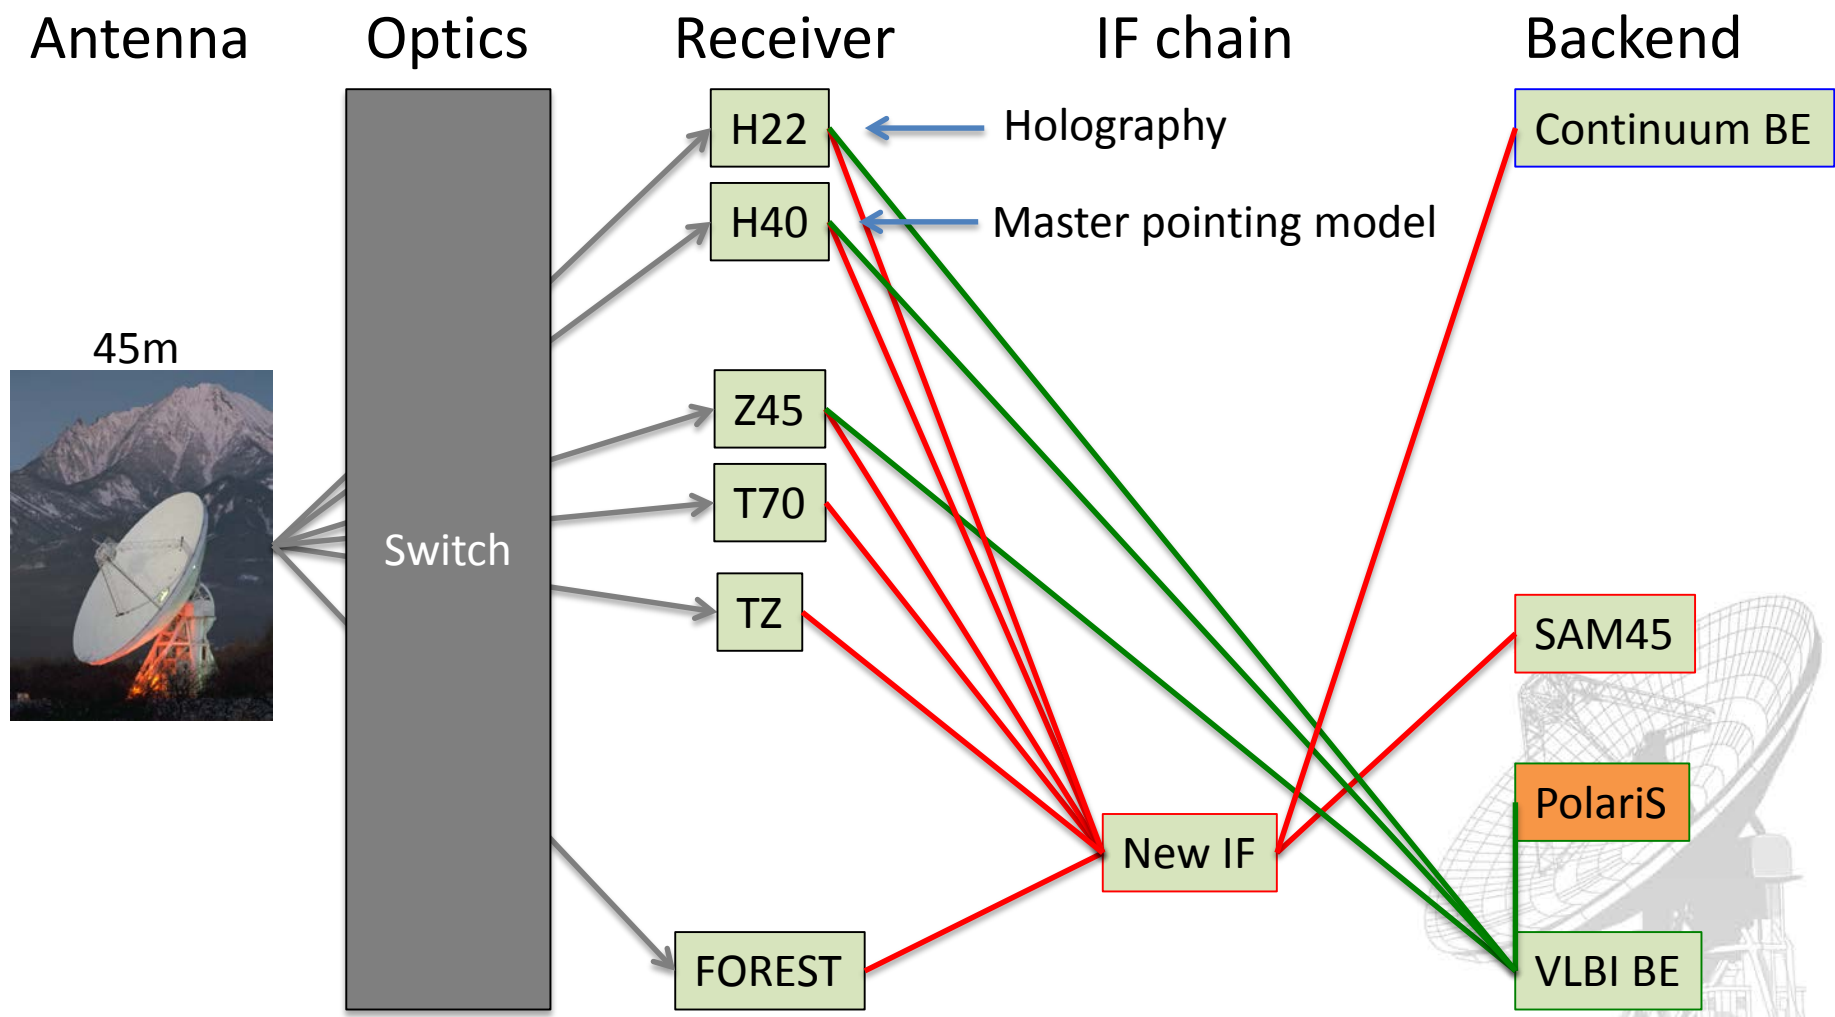 Antenna
Optics
Receiver
IF chain
Backend
H22
Holography
Continuum BE
H40
Master pointing model
45m
Z45
T70
Switch
TZ
SAM45
PolariS
New IF
FOREST
VLBI BE